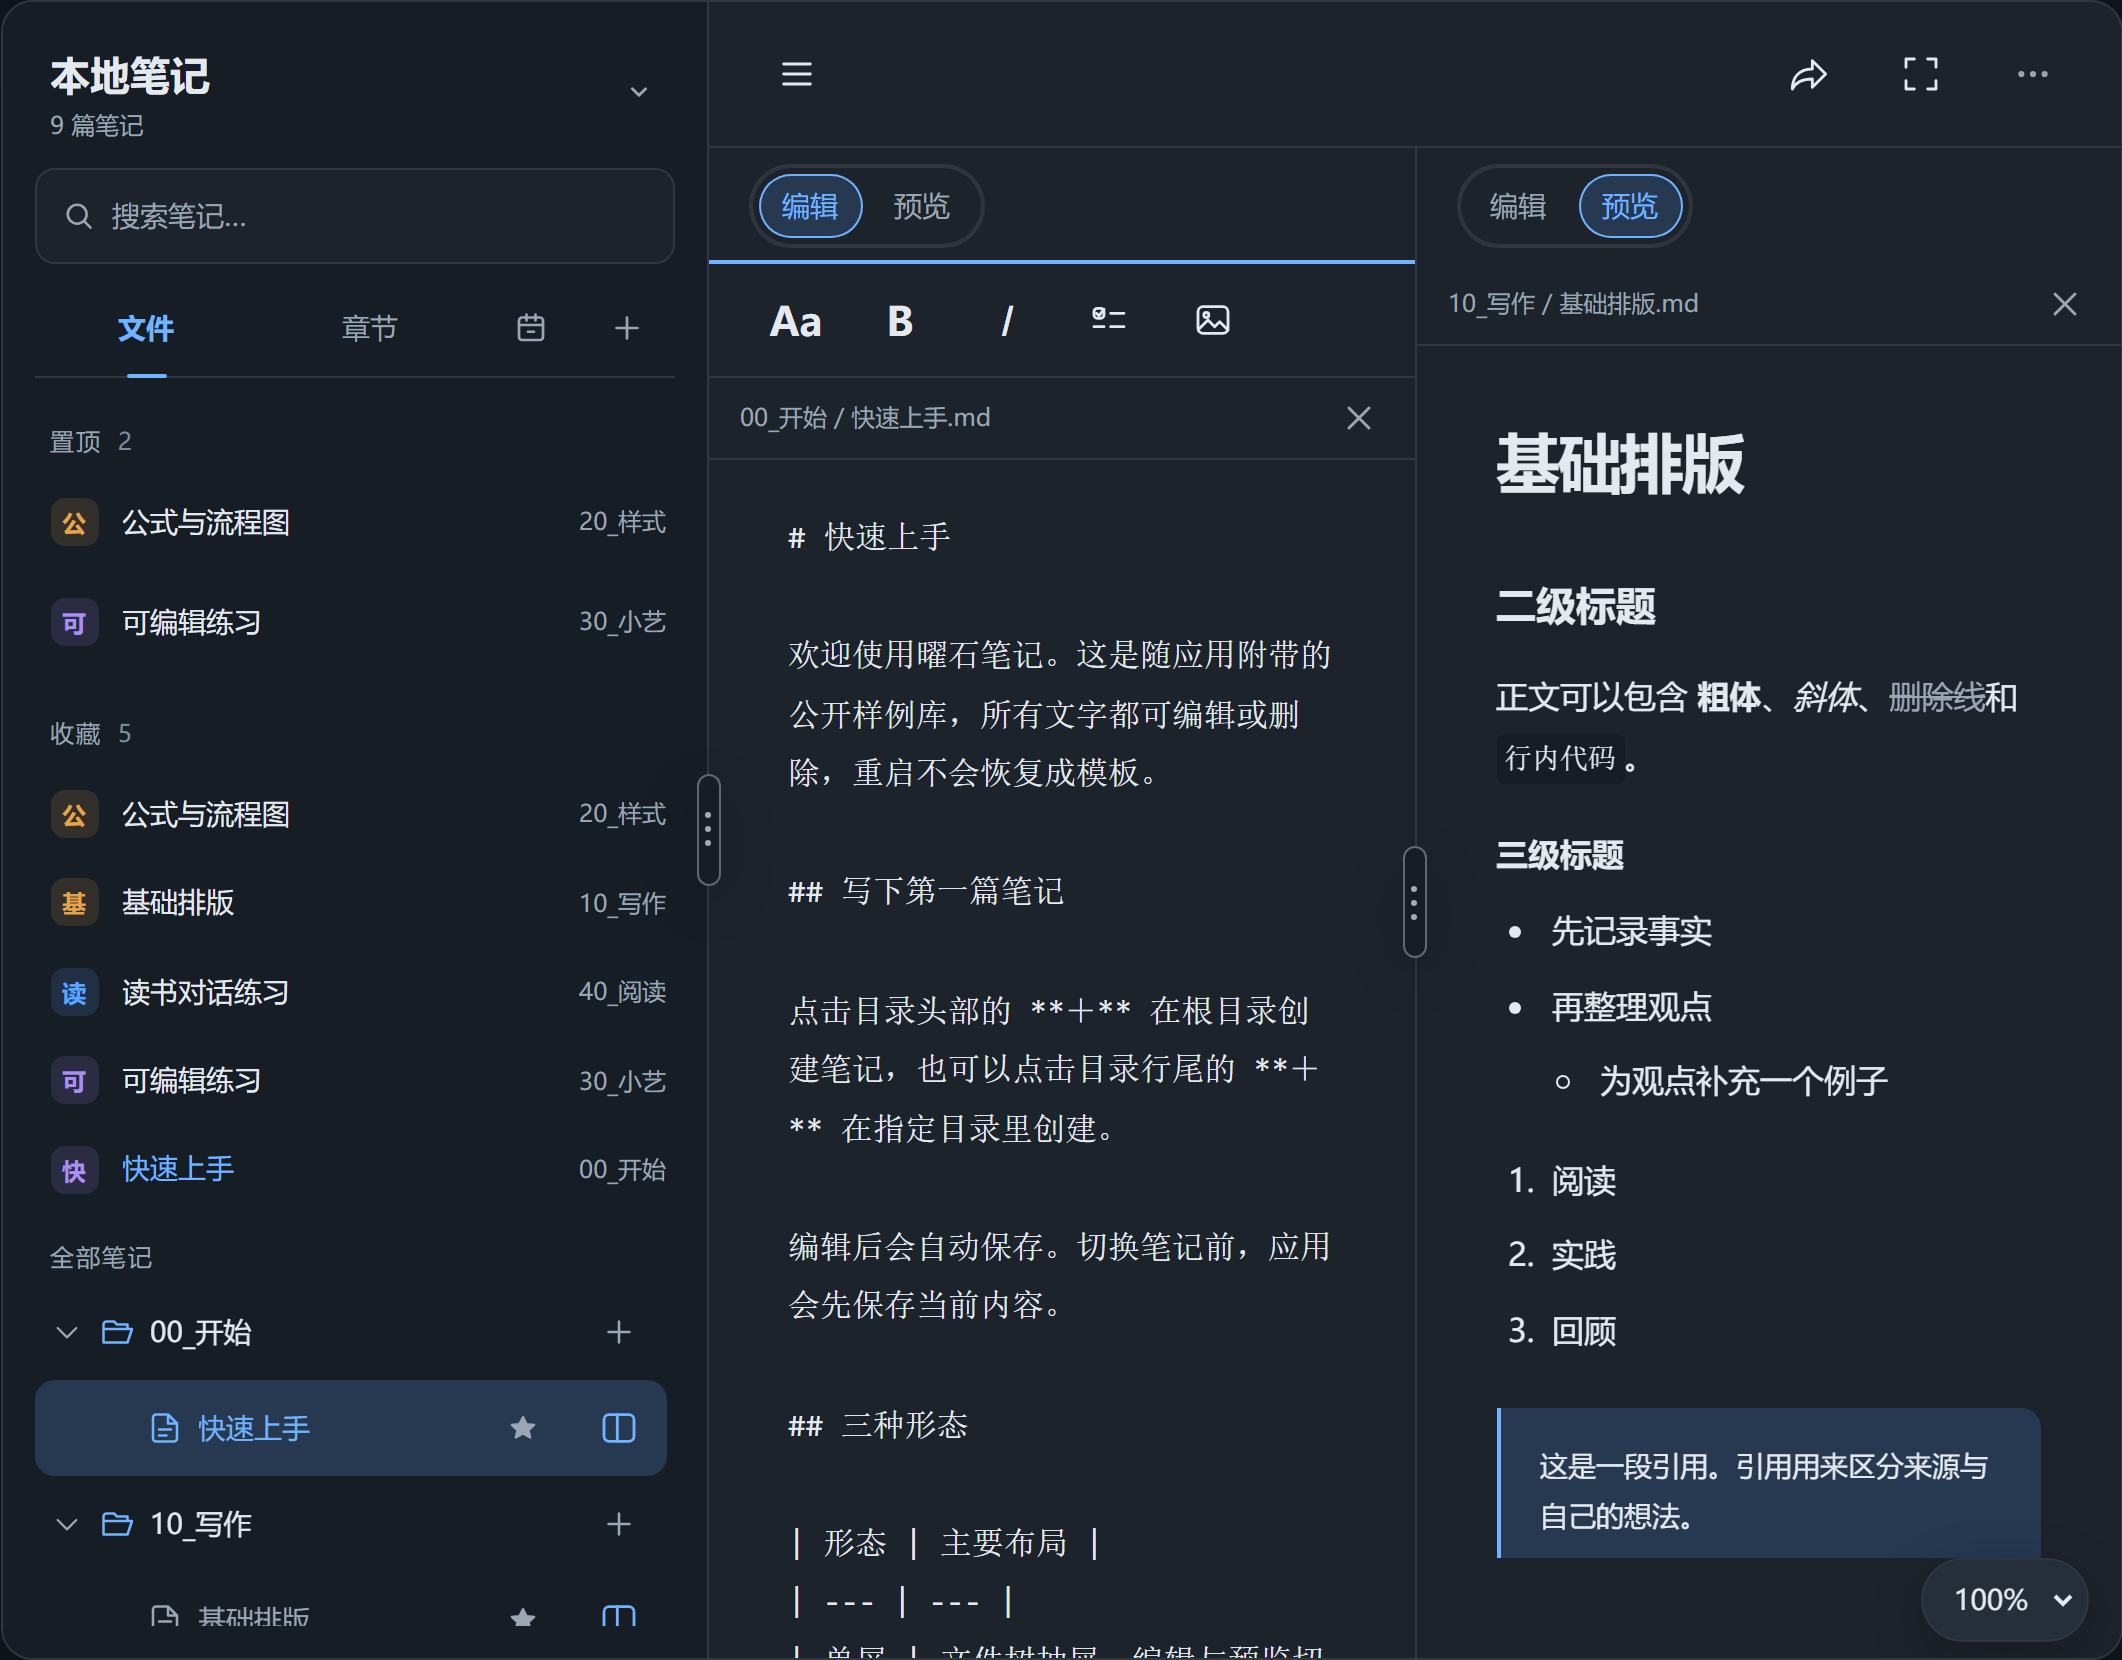 本地笔记
9 篇笔记
搜索笔记...
文件 章节
置顶 2
公 公式与流程图 20_样式
可 可编辑练习 30_小艺
收藏 5
公 公式与流程图 20_样式
基 基础排版 10_写作
读 读书对话练习 40_阅读
可 可编辑练习 30_小艺
快 快速上手 00_开始
全部笔记
00_开始
快速上手
10_写作
基础排版
编辑 预览
Aa B I
00_开始 / 快速上手.md
# 快速上手
欢迎使用曜石笔记。这是随应用附带的
公开样例库，所有文字都可编辑或删
除，重启不会恢复成模板。
## 写下第一篇笔记
点击目录头部的 **＋** 在根目录创
建笔记，也可以点击目录行尾的 **＋
** 在指定目录里创建。
编辑后会自动保存。切换笔记前，应用
会先保存当前内容。
## 三种形态
| 形态 | 主要布局 |
| --- | --- |
| 单屏 | 文件树抽屉，编辑与预览切
编辑 预览
10_写作 / 基础排版.md
基础排版
二级标题
正文可以包含 粗体、斜体、删除线和
行内代码。
三级标题
• 先记录事实
• 再整理观点
◦ 为观点补充一个例子
1. 阅读
2. 实践
3. 回顾
这是一段引用。引用用来区分来源与
自己的想法。
100%